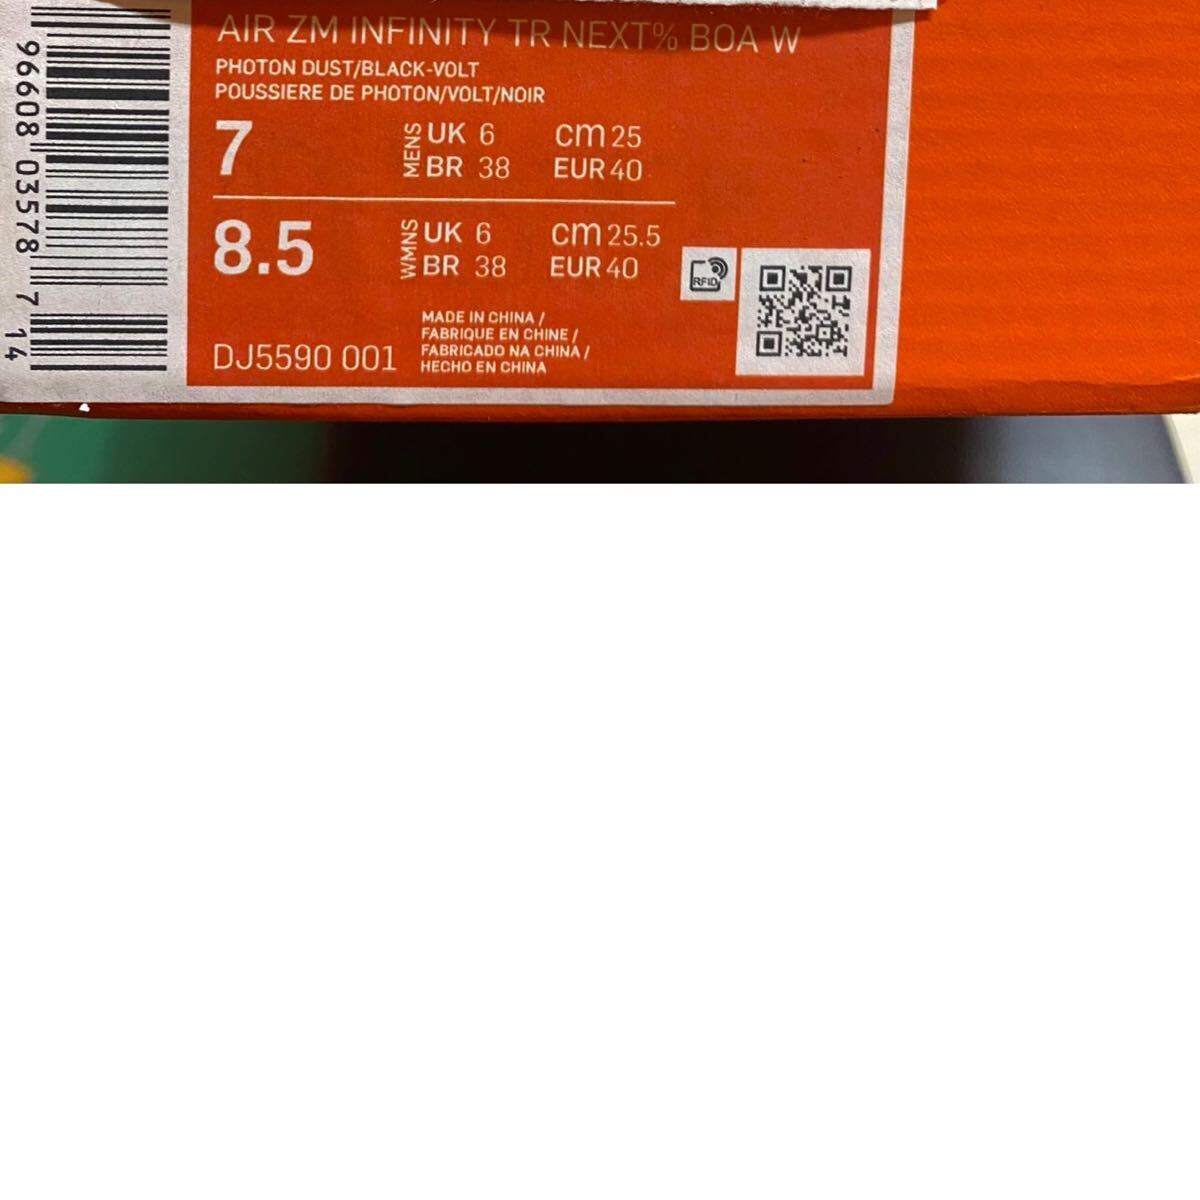 AIR ZM INFINITY TR NEXT% BOA W
PHOTON DUST/BLACK-VOLT
POUSSIERE DE PHOTON/VOLT/NOIR
7 MENS UK 6 cm 25
BR 38 EUR 40
8.5 WMNS UK 6 cm 25.5
BR 38 EUR 40
RFID
DJ5590 001
MADE IN CHINA /
FABRIQUE EN CHINE /
FABRICADO NA CHINA /
HECHO EN CHINA
96608 03578 7
14